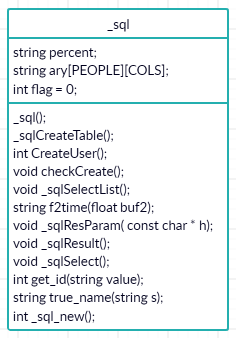 _sql
string percent;
string ary[PEOPLE][COLS];
int flag = 0;
_sql();
_sqlCreateTable();
int CreateUser();
void checkCreate();
void _sqlSelectList();
string f2time(float buf2);
void _sqlResParam( const char * h);
void _sqlResult();
void _sqlSelect();
int get_id(string value);
string true_name(string s);
int _sql_new();